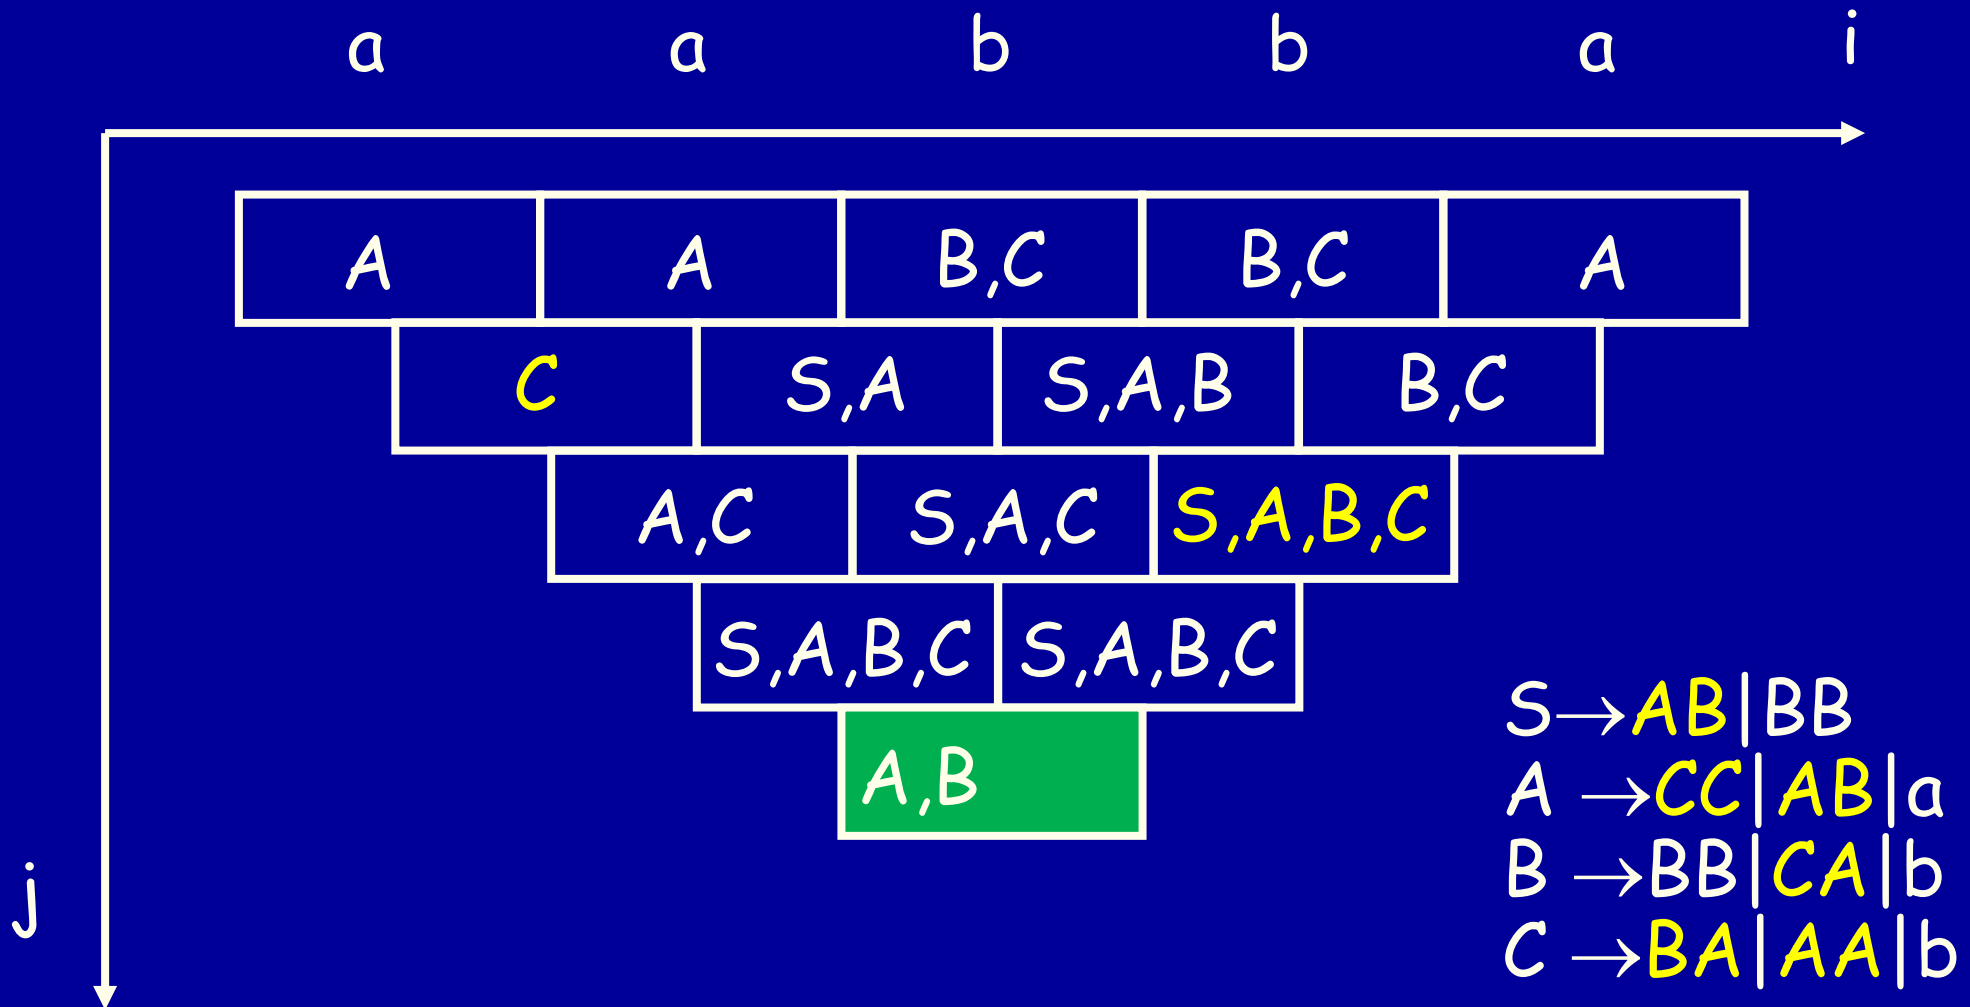 a a b b a i
A A B,C B,C A
C S,A S,A,B B,C
A,C S,A,C S,A,B,C
S,A,B,C S,A,B,C
A,B
S→AB|BB
A →CC|AB|a
B →BB|CA|b
C →BA|AA|b
j